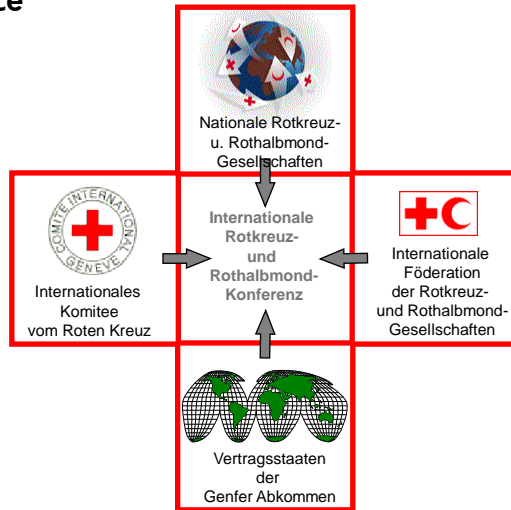 Nationale Rotkreuz-
u. Rothalbmond-
Gesellschaften
COMITE INTERNATIONAL
GENEVE
Internationales
Komitee
vom Roten Kreuz
Internationale
Rotkreuz-
und
Rothalbmond-
Konferenz
Internationale
Föderation
der Rotkreuz-
und Rothalbmond-
Gesellschaften
Vertragsstaaten
der
Genfer Abkommen